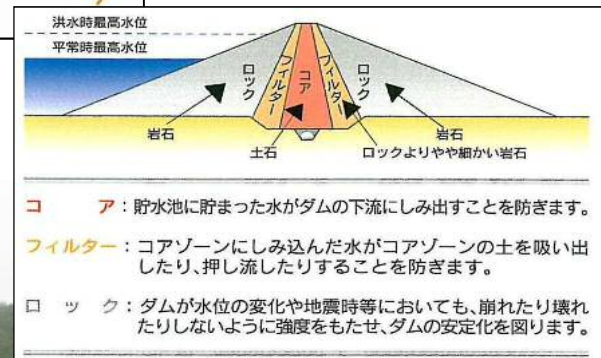 洪水時最高水位
平常時最高水位
ロック
フィルター
コア
フィルター
ロック
岩石
土石
岩石
ロックよりやや細かい岩石
コア：貯水池に貯まった水がダムの下流にしみ出すことを防ぎます。
フィルター：コアゾーンにしみ込んだ水がコアゾーンの土を吸い出
したり、押し流したりすることを防ぎます。
ロック：ダムが水位の変化や地震時等においても、崩れたり壊れ
たりしないように強度をもたせ、ダムの安定化を図ります。